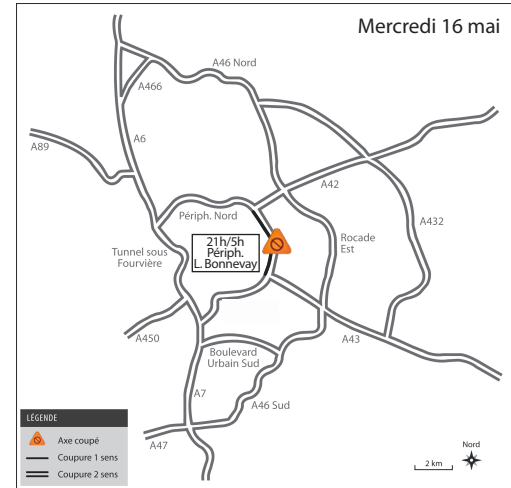 Mercredi 16 mai
A46 Nord
A466
A6
A89
A42
A432
Périph. Nord
21h/5h
Périph.
L. Bonnevay
Rocade
Est
Tunnel sous
Fourvière
A450
A43
Boulevard
Urbain Sud
A7
A46 Sud
A47
LÉGENDE
Axe coupé
Coupure 1 sens
Coupure 2 sens
2 km
Nord